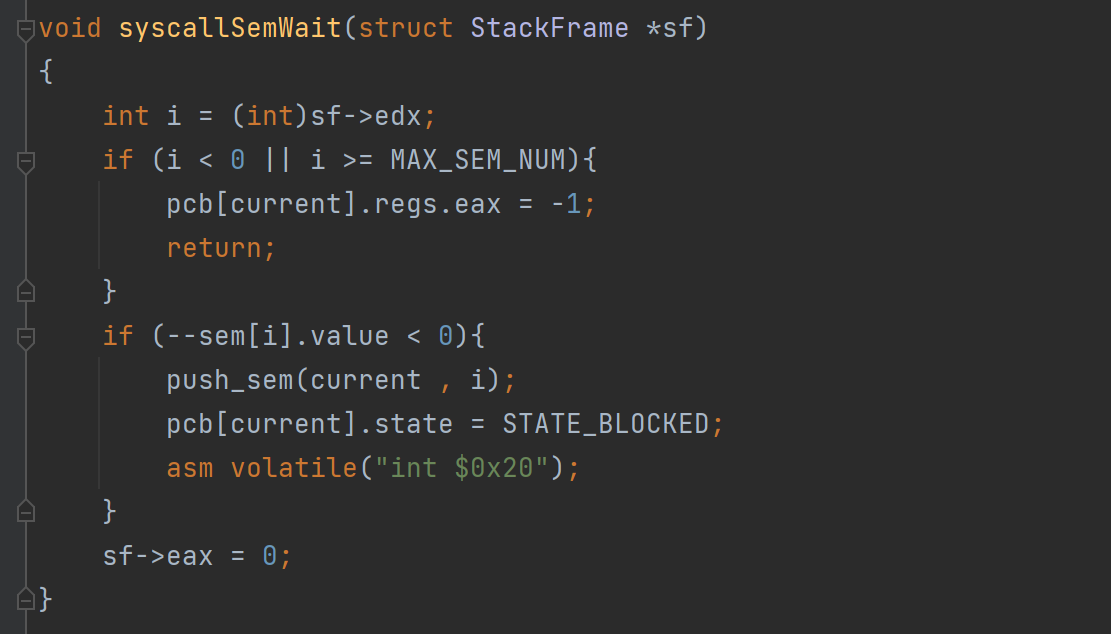 void syscallSemWait(struct StackFrame *sf)
{
    int i = (int)sf->edx;
    if (i < 0 || i >= MAX_SEM_NUM){
        pcb[current].regs.eax = -1;
        return;
    }
    if (--sem[i].value < 0){
        push_sem(current , i);
        pcb[current].state = STATE_BLOCKED;
        asm volatile("int $0x20");
    }
    sf->eax = 0;
}